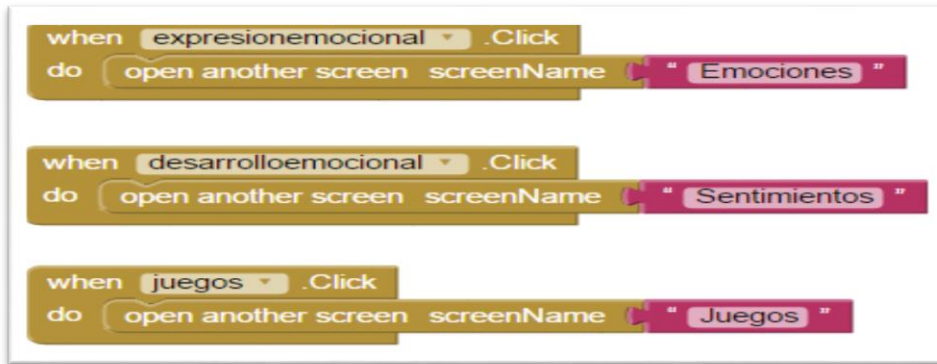 when expresionemocional .Click
do open another screen screenName " Emociones "
when desarrolloemocional .Click
do open another screen screenName " Sentimientos "
when juegos .Click
do open another screen screenName " Juegos "